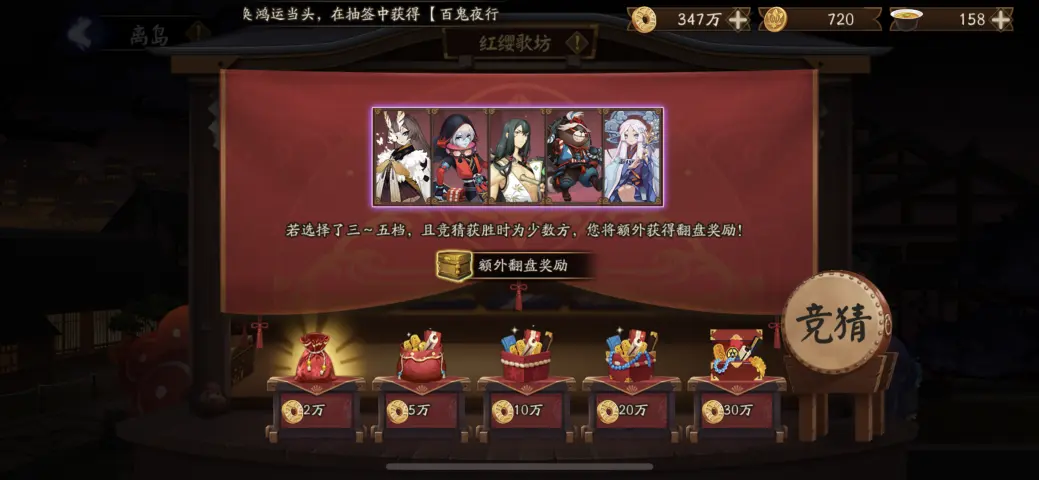 奂鸿运当头，在抽签中获得【百鬼夜行
347万
720
158
离岛
!
红缨歌坊
!
若选择了三～五档，且竞猜获胜时为少数方，您将额外获得翻盘奖励！
额外翻盘奖励
竞猜
2万
5万
10万
20万
30万